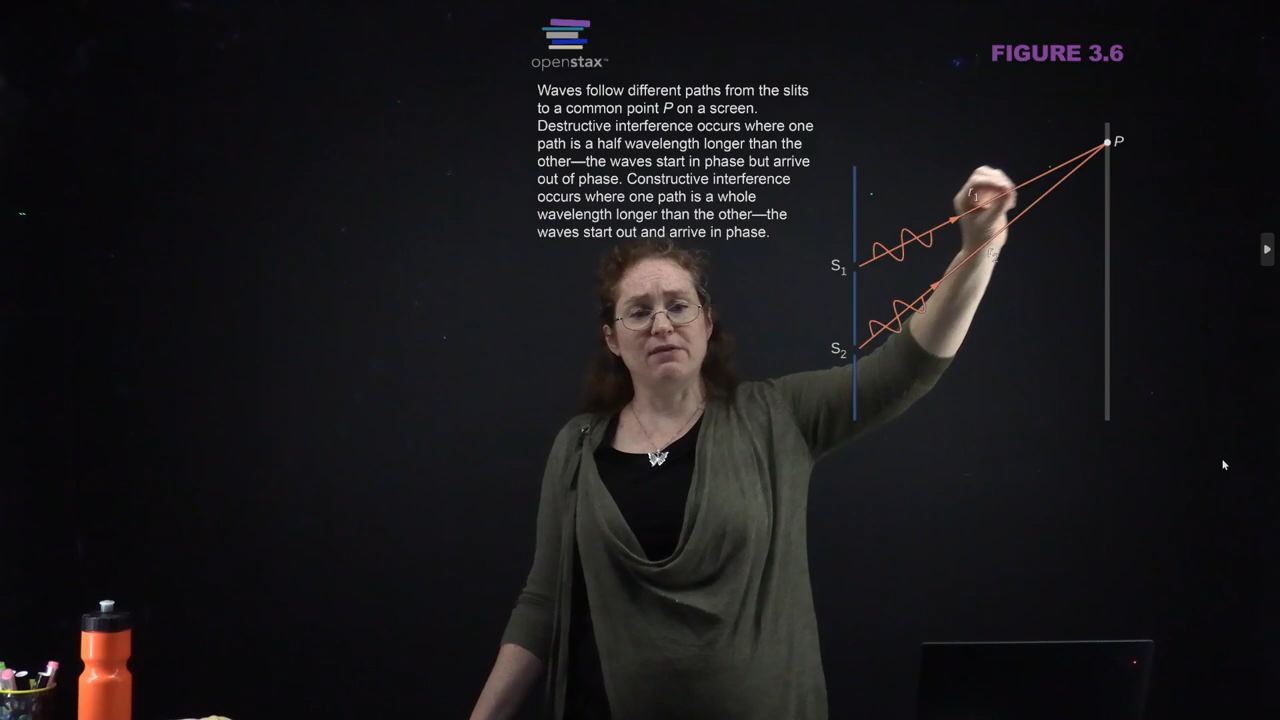 openstax™
FIGURE 3.6
Waves follow different paths from the slits
to a common point P on a screen.
Destructive interference occurs where one
path is a half wavelength longer than the
other—the waves start in phase but arrive
out of phase. Constructive interference
occurs where one path is a whole
wavelength longer than the other—the
waves start out and arrive in phase.
P
r₁
r₂
S₁
S₂